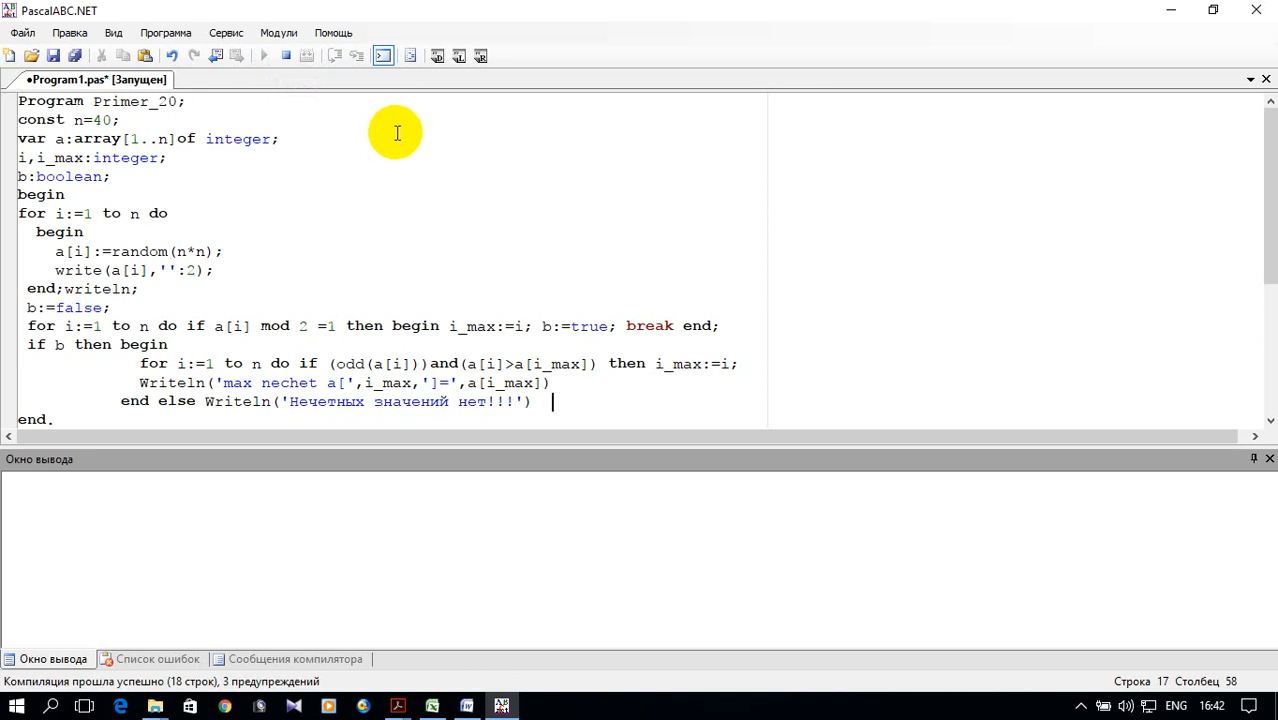 PascalABC.NET
Файл Правка Вид Программа Сервис Модули Помощь
•Program1.pas* [Запущен]
Program Primer_20;
const n=40;
var a:array[1..n]of integer;
i,i_max:integer;
b:boolean;
begin
for i:=1 to n do
begin
a[i]:=random(n*n);
write(a[i],'':2);
end;writeln;
b:=false;
for i:=1 to n do if a[i] mod 2 =1 then begin i_max:=i; b:=true; break end;
if b then begin
for i:=1 to n do if (odd(a[i]))and(a[i]>a[i_max]) then i_max:=i;
Writeln('max nechet a[',i_max,']=',a[i_max])
end else Writeln('Нечетных значений нет!!!')
end.
Окно вывода
Окно вывода Список ошибок Сообщения компилятора
Компиляция прошла успешно (18 строк), 3 предупреждений Строка 17 Столбец 58
ENG 16:42